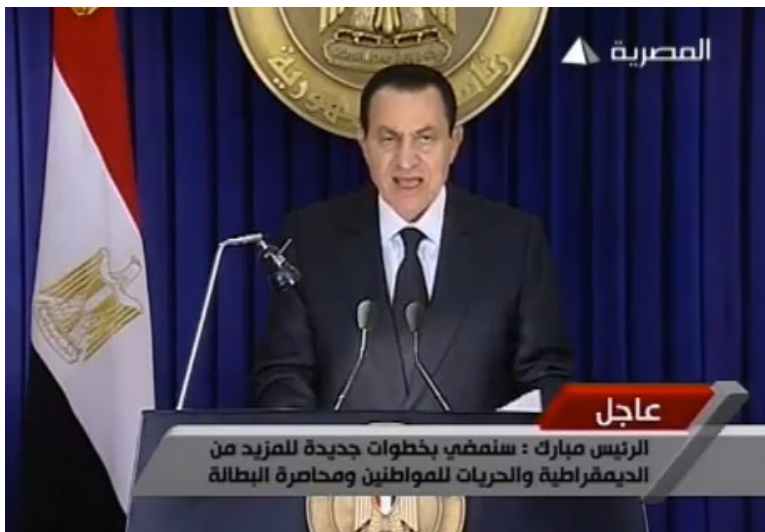 المصرية
عاجل
الرئيس مبارك : سنمضي بخطوات جديدة للمزيد من
الديمقراطية والحريات للمواطنين ومحاصرة البطالة